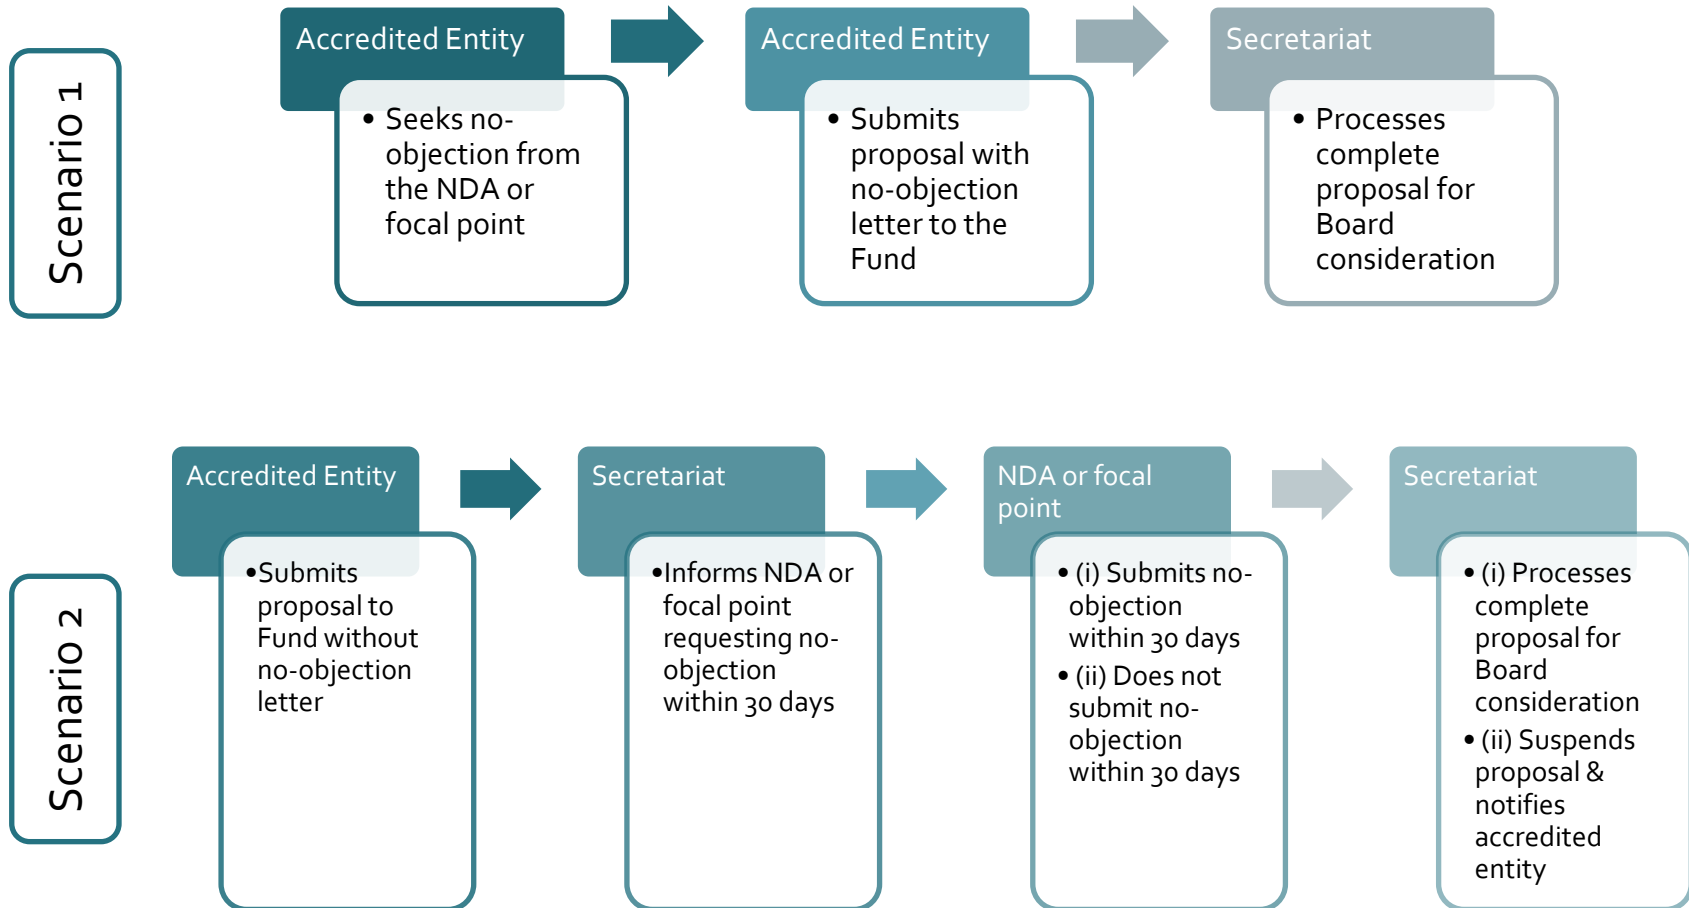 Scenario 1
Accredited Entity
• Seeks no-
objection from
the NDA or
focal point
Accredited Entity
• Submits
proposal with
no-objection
letter to the
Fund
Secretariat
• Processes
complete
proposal for
Board
consideration
Scenario 2
Accredited Entity
•Submits
proposal to
Fund without
no-objection
letter
Secretariat
•Informs NDA or
focal point
requesting no-
objection
within 30 days
NDA or focal
point
• (i) Submits no-
objection
within 30 days
• (ii) Does not
submit no-
objection
within 30 days
Secretariat
• (i) Processes
complete
proposal for
Board
consideration
• (ii) Suspends
proposal &
notifies
accredited
entity